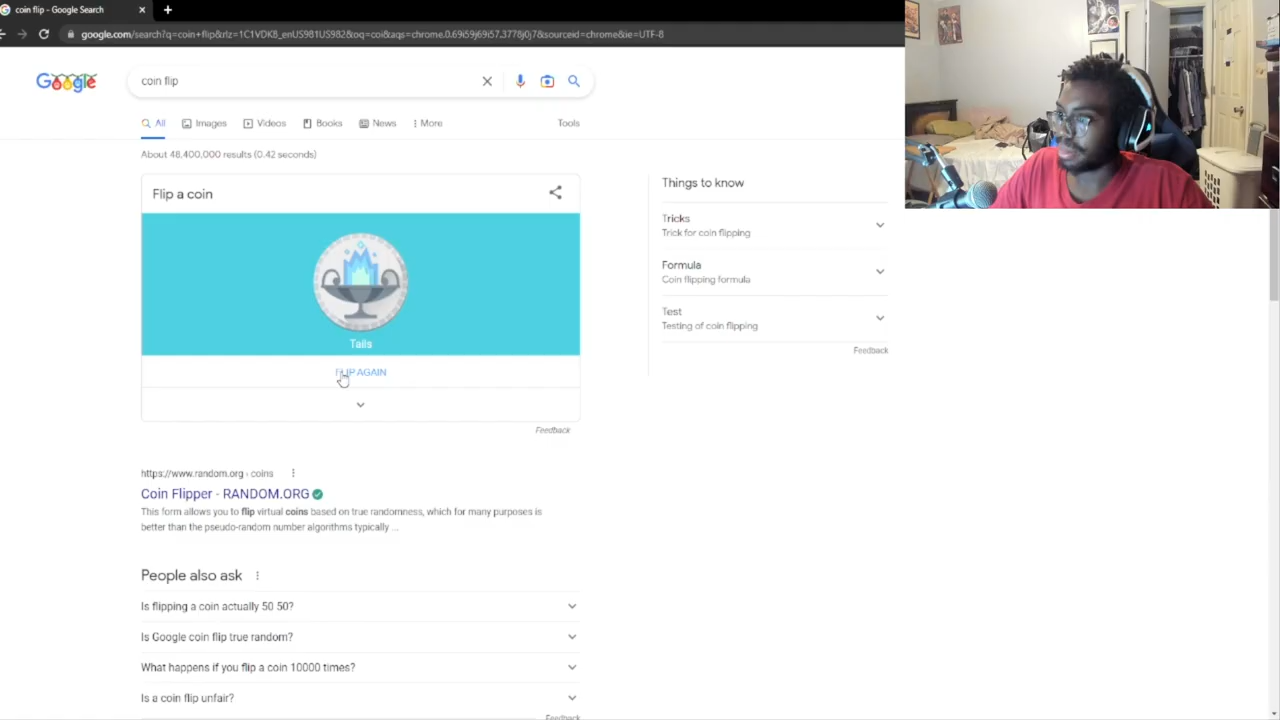 coin flip - Google Search
google.com/search?q=coin+flip&rlz=1C1VDKB_enUS981US982&oq=coi&aqs=chrome.0.69i59j69i57.3778j0j7&sourceid=chrome&ie=UTF-8
Google
coin flip
All Images Videos Books News More Tools
About 48,400,000 results (0.42 seconds)
Flip a coin
Tails
FLIP AGAIN
Feedback
Things to know
Tricks
Trick for coin flipping
Formula
Coin flipping formula
Test
Testing of coin flipping
Feedback
https://www.random.org › coins
Coin Flipper - RANDOM.ORG
This form allows you to flip virtual coins based on true randomness, which for many purposes is
better than the pseudo-random number algorithms typically ...
People also ask
Is flipping a coin actually 50 50?
Is Google coin flip true random?
What happens if you flip a coin 10000 times?
Is a coin flip unfair?
Feedback